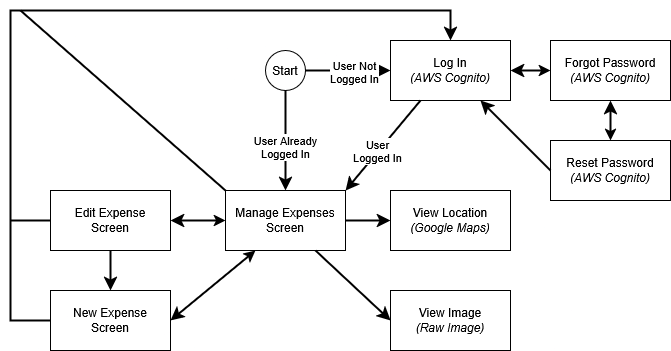 Start
User Not
Logged In
Log In
(AWS Cognito)
Forgot Password
(AWS Cognito)
User Already
Logged In
User
Logged In
Reset Password
(AWS Cognito)
Edit Expense
Screen
Manage Expenses
Screen
View Location
(Google Maps)
New Expense
Screen
View Image
(Raw Image)